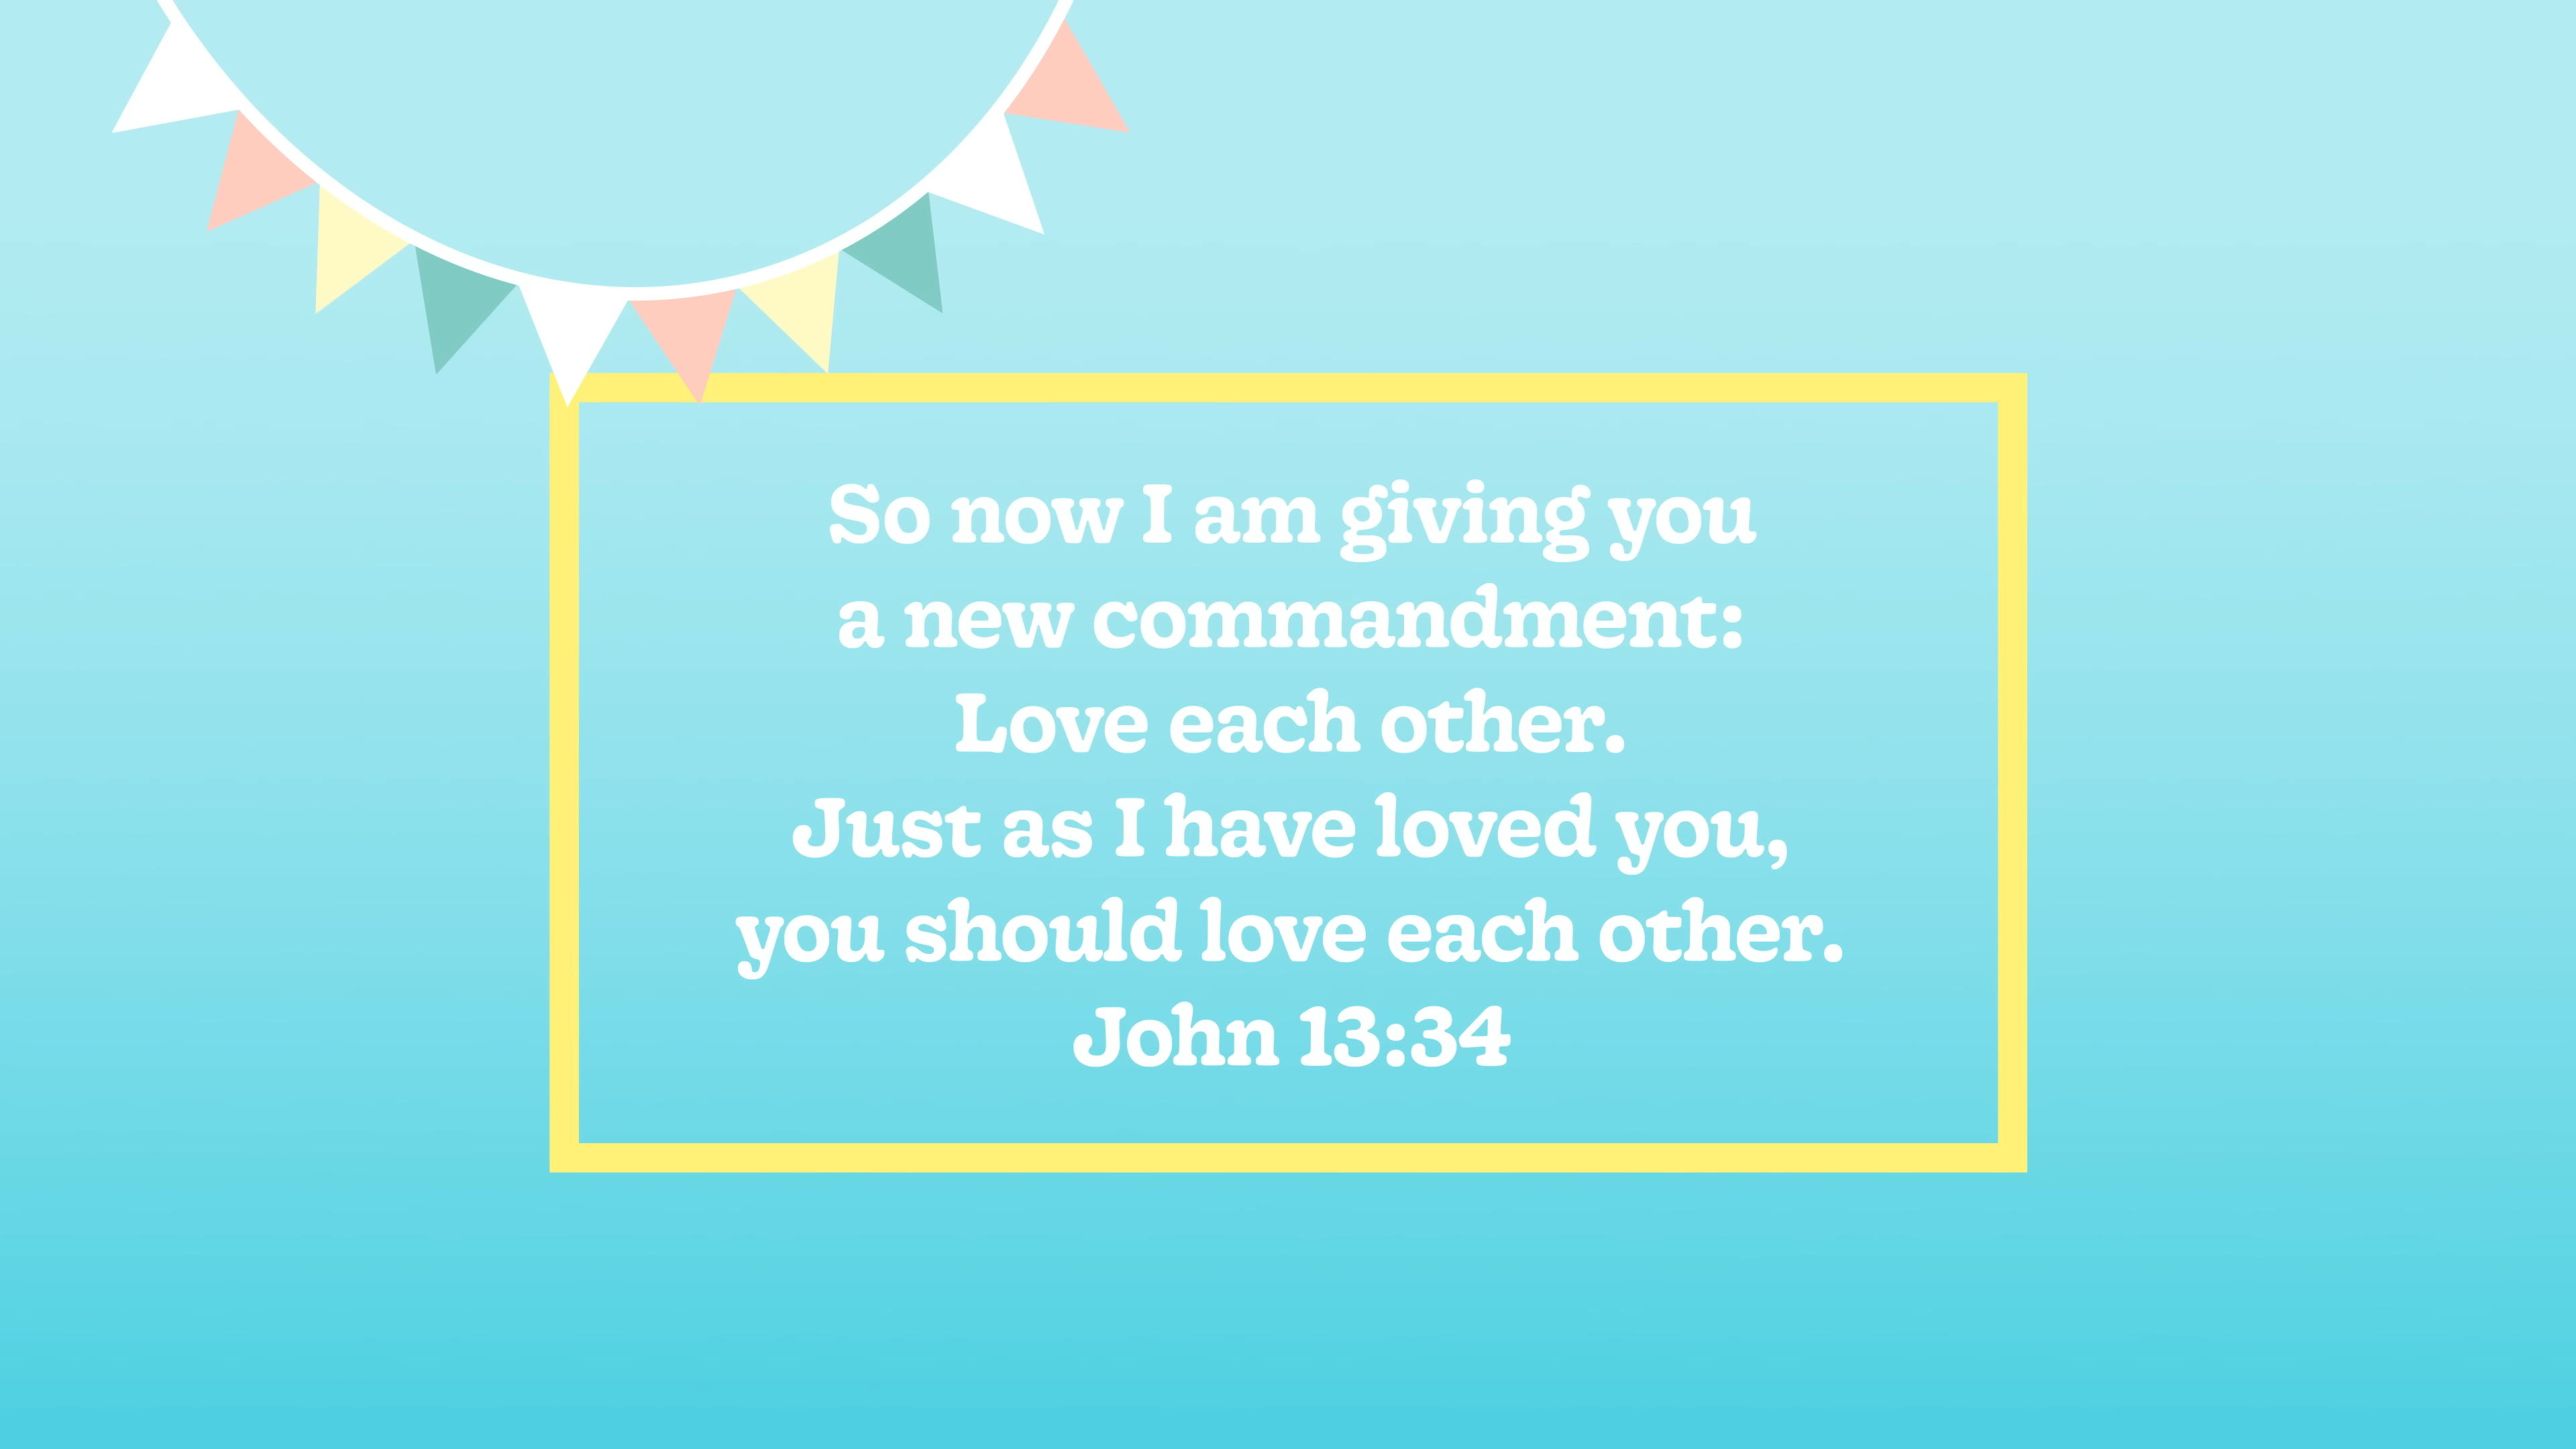 So now I am giving you
a new commandment:
Love each other.
Just as I have loved you,
you should love each other.
John 13:34